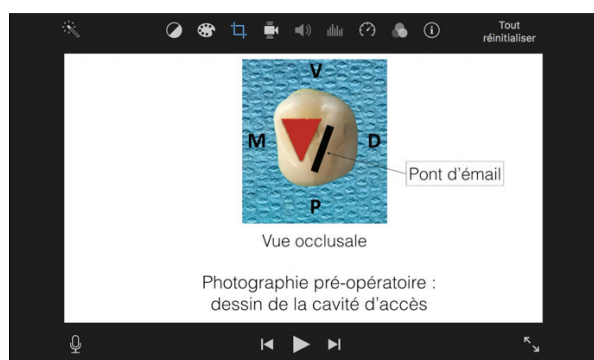 Tout
réinitialiser
V
M
D
Pont d'émail
P
Vue occlusale
Photographie pré-opératoire :
dessin de la cavité d'accès